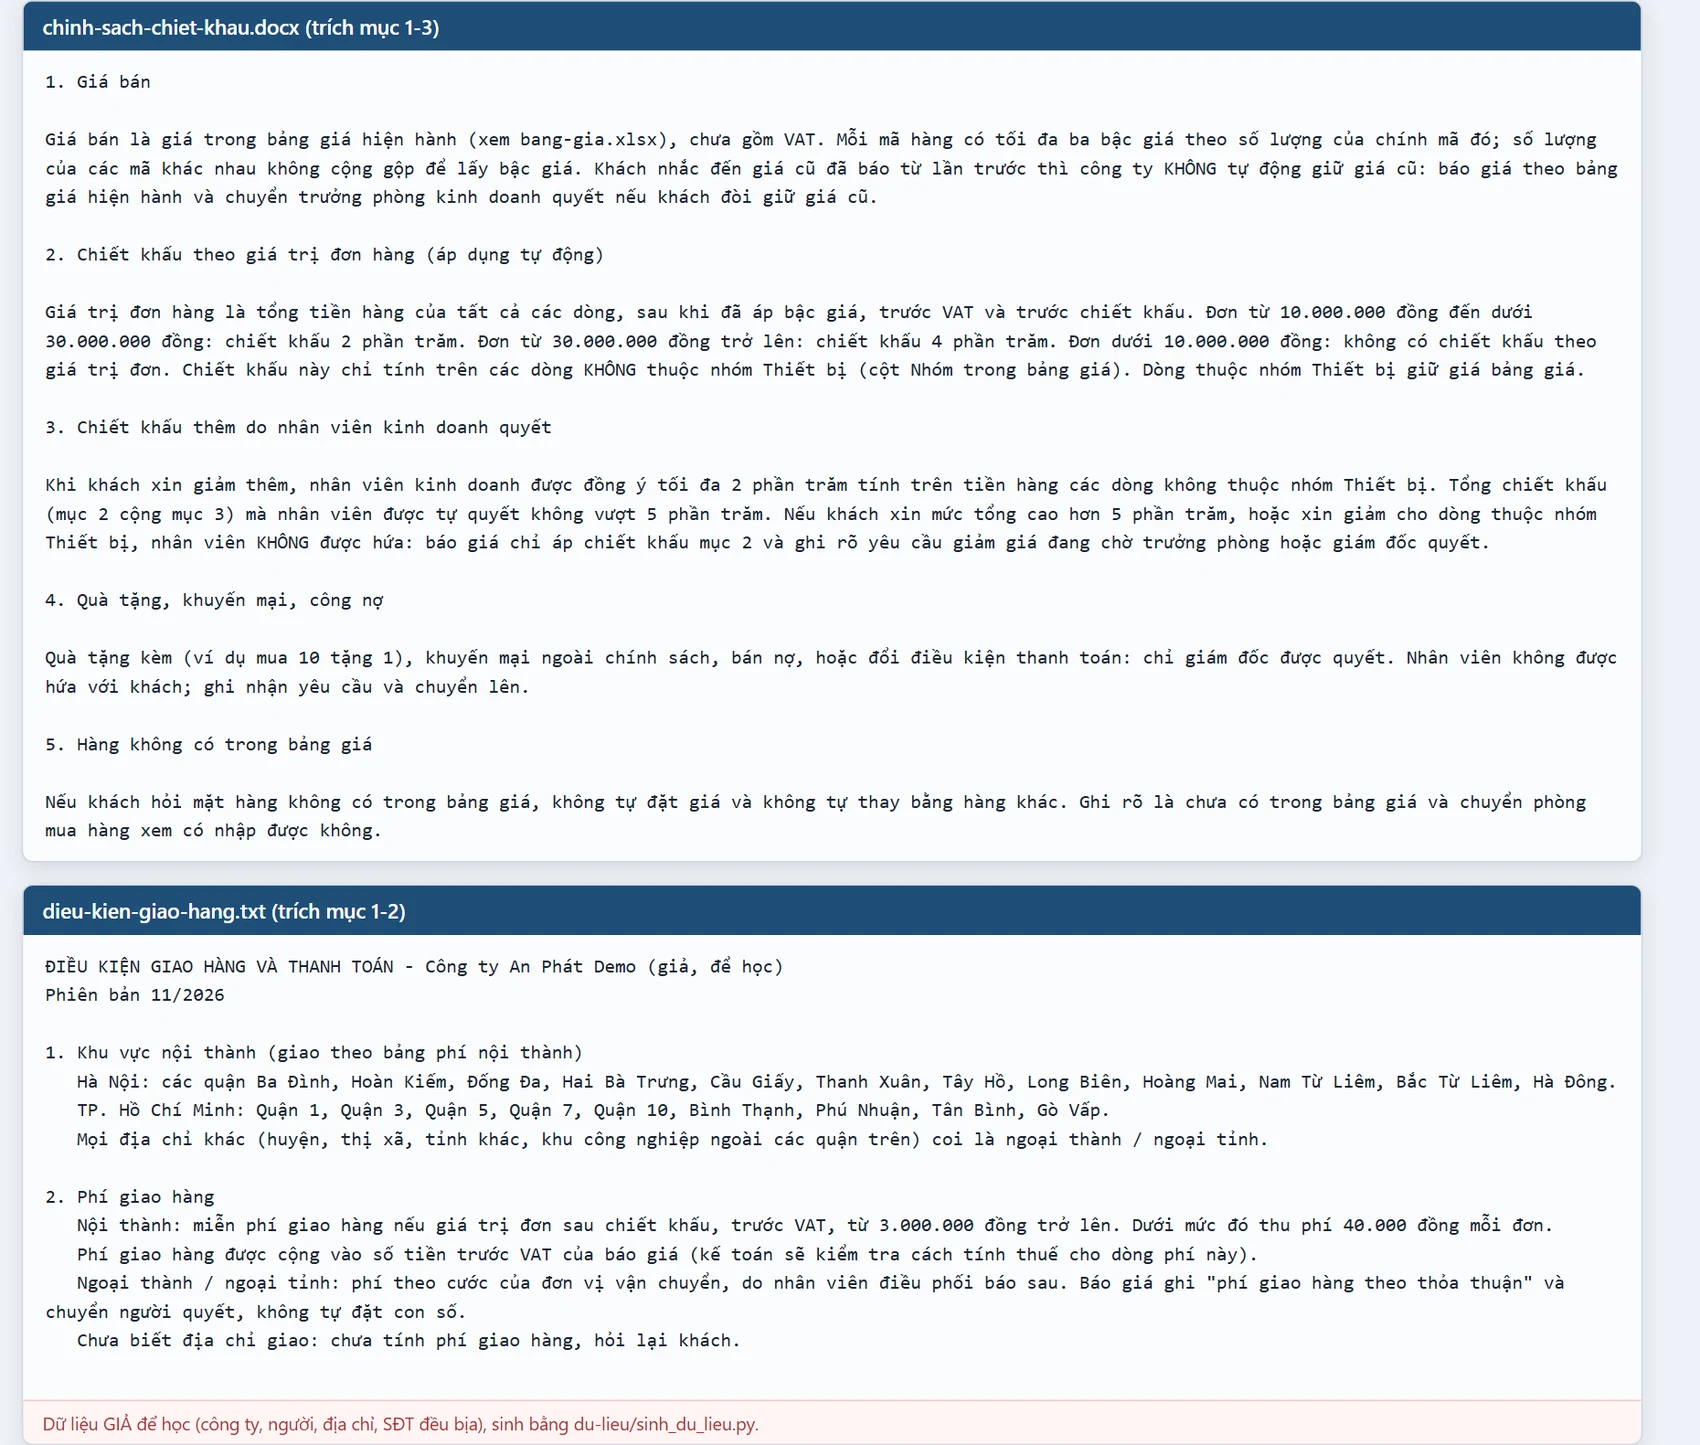 chinh-sach-chiet-khau.docx (trích mục 1-3)
1. Giá bán
Giá bán là giá trong bảng giá hiện hành (xem bang-gia.xlsx), chưa gồm VAT. Mỗi mã hàng có tối đa ba bậc giá theo số lượng của chính mã đó; số lượng
của các mã khác nhau không cộng gộp để lấy bậc giá. Khách nhắc đến giá cũ đã báo từ lần trước thì công ty KHÔNG tự động giữ giá cũ: báo giá theo bảng
giá hiện hành và chuyển trưởng phòng kinh doanh quyết nếu khách đòi giữ giá cũ.
2. Chiết khấu theo giá trị đơn hàng (áp dụng tự động)
Giá trị đơn hàng là tổng tiền hàng của tất cả các dòng, sau khi đã áp bậc giá, trước VAT và trước chiết khấu. Đơn từ 10.000.000 đồng đến dưới
30.000.000 đồng: chiết khấu 2 phần trăm. Đơn từ 30.000.000 đồng trở lên: chiết khấu 4 phần trăm. Đơn dưới 10.000.000 đồng: không có chiết khấu theo
giá trị đơn. Chiết khấu này chỉ tính trên các dòng KHÔNG thuộc nhóm Thiết bị (cột Nhóm trong bảng giá). Dòng thuộc nhóm Thiết bị giữ giá bảng giá.
3. Chiết khấu thêm do nhân viên kinh doanh quyết
Khi khách xin giảm thêm, nhân viên kinh doanh được đồng ý tối đa 2 phần trăm tính trên tiền hàng các dòng không thuộc nhóm Thiết bị. Tổng chiết khấu
(mục 2 cộng mục 3) mà nhân viên được tự quyết không vượt 5 phần trăm. Nếu khách xin mức tổng cao hơn 5 phần trăm, hoặc xin giảm cho dòng thuộc nhóm
Thiết bị, nhân viên KHÔNG được hứa: báo giá chỉ áp chiết khấu mục 2 và ghi rõ yêu cầu giảm giá đang chờ trưởng phòng hoặc giám đốc quyết.
4. Quà tặng, khuyến mại, công nợ
Quà tặng kèm (ví dụ mua 10 tặng 1), khuyến mại ngoài chính sách, bán nợ, hoặc đổi điều kiện thanh toán: chỉ giám đốc được quyết. Nhân viên không được
hứa với khách; ghi nhận yêu cầu và chuyển lên.
5. Hàng không có trong bảng giá
Nếu khách hỏi mặt hàng không có trong bảng giá, không tự đặt giá và không tự thay bằng hàng khác. Ghi rõ là chưa có trong bảng giá và chuyển phòng
mua hàng xem có nhập được không.
dieu-kien-giao-hang.txt (trích mục 1-2)
ĐIỀU KIỆN GIAO HÀNG VÀ THANH TOÁN - Công ty An Phát Demo (giả, để học)
Phiên bản 11/2026
1. Khu vực nội thành (giao theo bảng phí nội thành)
Hà Nội: các quận Ba Đình, Hoàn Kiếm, Đống Đa, Hai Bà Trưng, Cầu Giấy, Thanh Xuân, Tây Hồ, Long Biên, Hoàng Mai, Nam Từ Liêm, Bắc Từ Liêm, Hà Đông.
TP. Hồ Chí Minh: Quận 1, Quận 3, Quận 5, Quận 7, Quận 10, Bình Thạnh, Phú Nhuận, Tân Bình, Gò Vấp.
Mọi địa chỉ khác (huyện, thị xã, tỉnh khác, khu công nghiệp ngoài các quận trên) coi là ngoại thành / ngoại tỉnh.
2. Phí giao hàng
Nội thành: miễn phí giao hàng nếu giá trị đơn sau chiết khấu, trước VAT, từ 3.000.000 đồng trở lên. Dưới mức đó thu phí 40.000 đồng mỗi đơn.
Phí giao hàng được cộng vào số tiền trước VAT của báo giá (kế toán sẽ kiểm tra cách tính thuế cho dòng phí này).
Ngoại thành / ngoại tỉnh: phí theo cước của đơn vị vận chuyển, do nhân viên điều phối báo sau. Báo giá ghi "phí giao hàng theo thỏa thuận" và
chuyển người quyết, không tự đặt con số.
Chưa biết địa chỉ giao: chưa tính phí giao hàng, hỏi lại khách.
Dữ liệu GIẢ để học (công ty, người, địa chỉ, SĐT đều bịa), sinh bằng du-lieu/sinh_du_lieu.py.